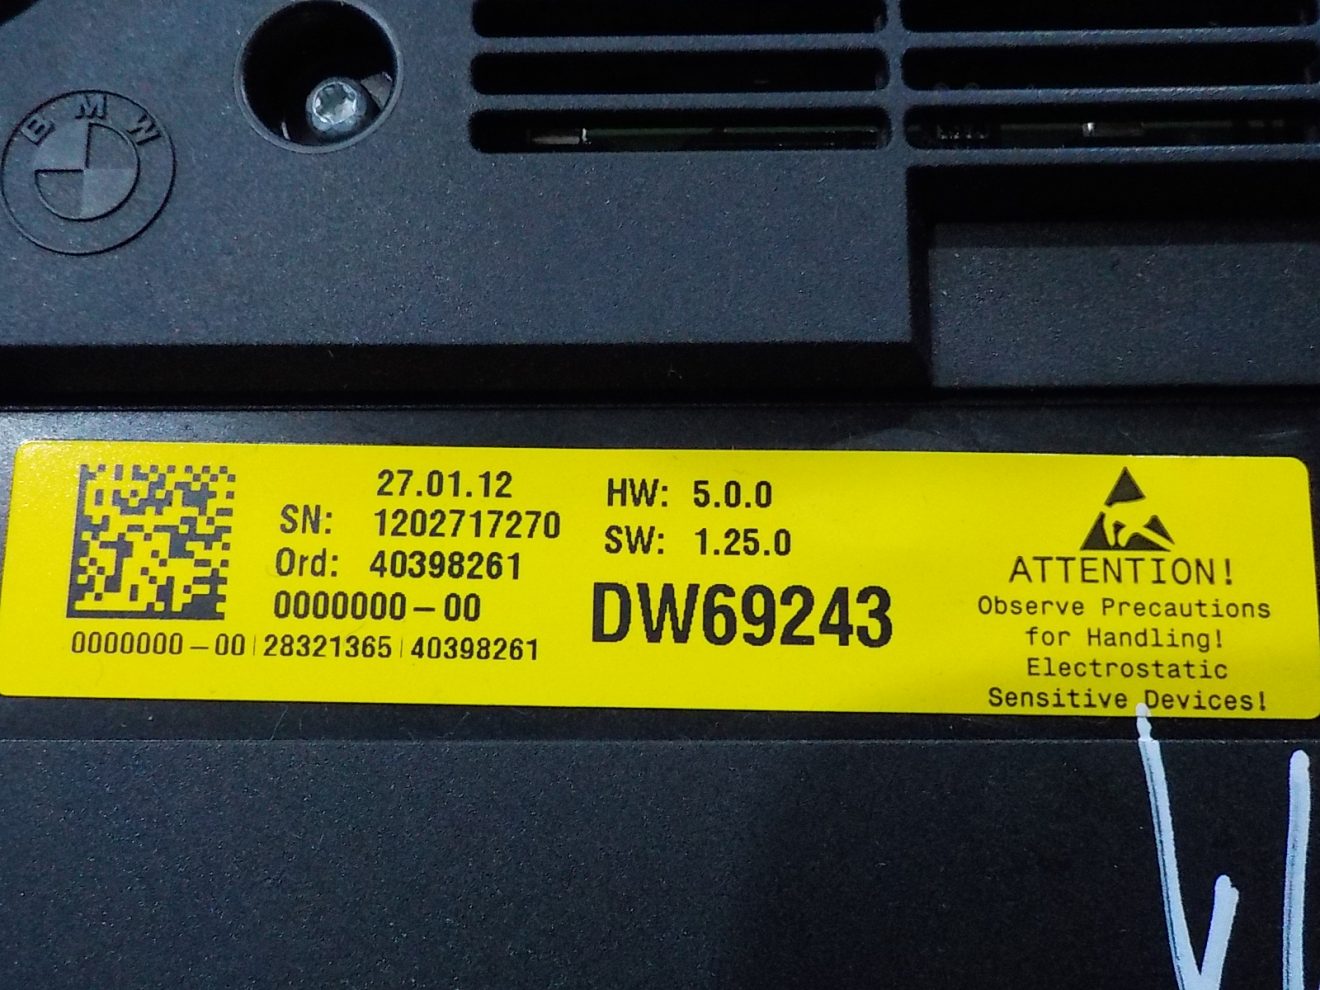 BMW
27.01.12
SN: 1202717270
Ord: 40398261
0000000-00
0000000-00|28321365|40398261
HW: 5.0.0
SW: 1.25.0
DW69243
ATTENTION!
Observe Precautions
for Handling!
Electrostatic
Sensitive Devices!